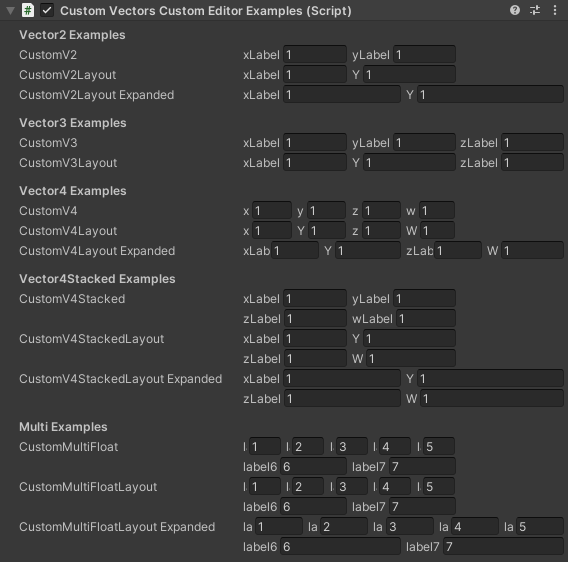 # Custom Vectors Custom Editor Examples (Script)
Vector2 Examples
CustomV2 xLabel 1 yLabel 1
CustomV2Layout xLabel 1 Y 1
CustomV2Layout Expanded xLabel 1 Y 1
Vector3 Examples
CustomV3 xLabel 1 yLabel 1 zLabel 1
CustomV3Layout xLabel 1 Y 1 zLabel 1
Vector4 Examples
CustomV4 x 1 y 1 z 1 w 1
CustomV4Layout x 1 Y 1 z 1 W 1
CustomV4Layout Expanded xLab 1 Y 1 zLab 1 W 1
Vector4Stacked Examples
CustomV4Stacked xLabel 1 yLabel 1
zLabel 1 wLabel 1
CustomV4StackedLayout xLabel 1 Y 1
zLabel 1 W 1
CustomV4StackedLayout Expanded xLabel 1 Y 1
zLabel 1 W 1
Multi Examples
CustomMultiFloat l 1 l 2 l 3 l 4 l 5
label6 6 label7 7
CustomMultiFloatLayout l 1 l 2 l 3 l 4 l 5
label6 6 label7 7
CustomMultiFloatLayout Expanded la 1 la 2 la 3 la 4 la 5
label6 6 label7 7